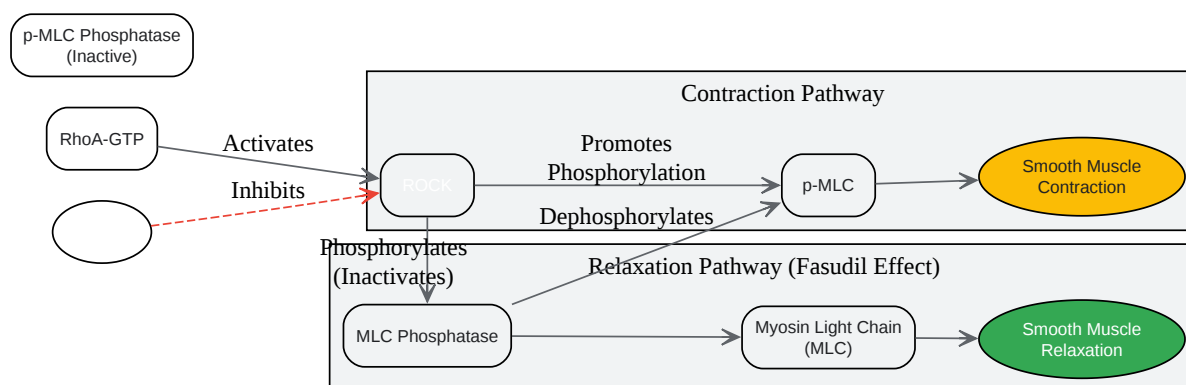 p-MLC Phosphatase
(Inactive)
Contraction Pathway
RhoA-GTP
Activates
Promotes
Phosphorylation
Inhibits
ROCK
p-MLC
Smooth Muscle
Contraction
Dephosphorylates
Phosphorylates
(Inactivates)
Relaxation Pathway (Fasudil Effect)
MLC Phosphatase
Myosin Light Chain
(MLC)
Smooth Muscle
Relaxation